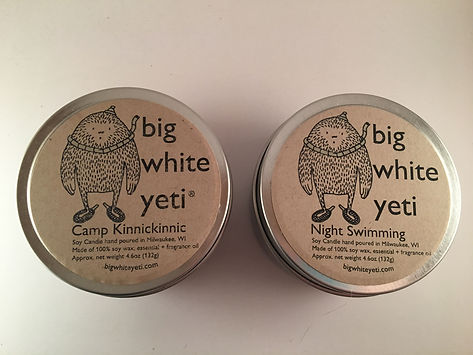 big
white
yeti®
Camp Kinnickinnic
Soy Candle hand poured in Milwaukee, WI
Made of 100% soy wax, essential + fragrance oil
Approx. net weight 4.6oz (132g)
bigwhiteyeti.com
big
white
yeti
Night Swimming
Soy Candle hand poured in Milwaukee, WI
Made of 100% soy wax, essential + fragrance oil
Approx. net weight 4.6oz (132g)
bigwhiteyeti.com